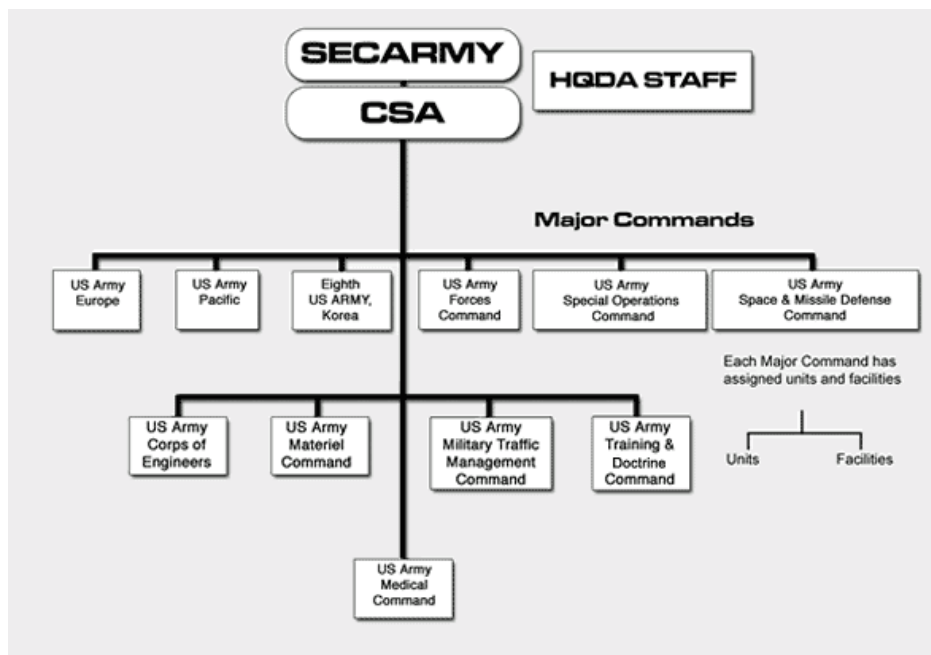 SECARMY
HQDA STAFF
CSA
Major Commands
US Army
Europe
US Army
Pacific
Eighth
US ARMY,
Korea
US Army
Forces
Command
US Army
Special Operations
Command
US Army
Space & Missile Defense
Command
Each Major Command has
assigned units and facilities
Units
Facilities
US Army
Corps of
Engineers
US Army
Materiel
Command
US Army
Military Traffic
Management
Command
US Army
Training &
Doctrine
Command
US Army
Medical
Command